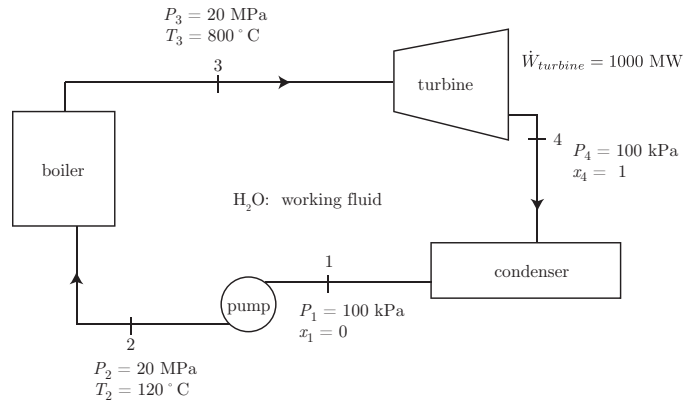 P₃ = 20 MPa
T₃ = 800 °C
3
turbine
Ẇₜᵤᵣbᵢₙₑ = 1000 MW
4
P₄ = 100 kPa
x₄ = 1
boiler
H₂O: working fluid
condenser
1
pump
P₁ = 100 kPa
x₁ = 0
2
P₂ = 20 MPa
T₂ = 120 °C